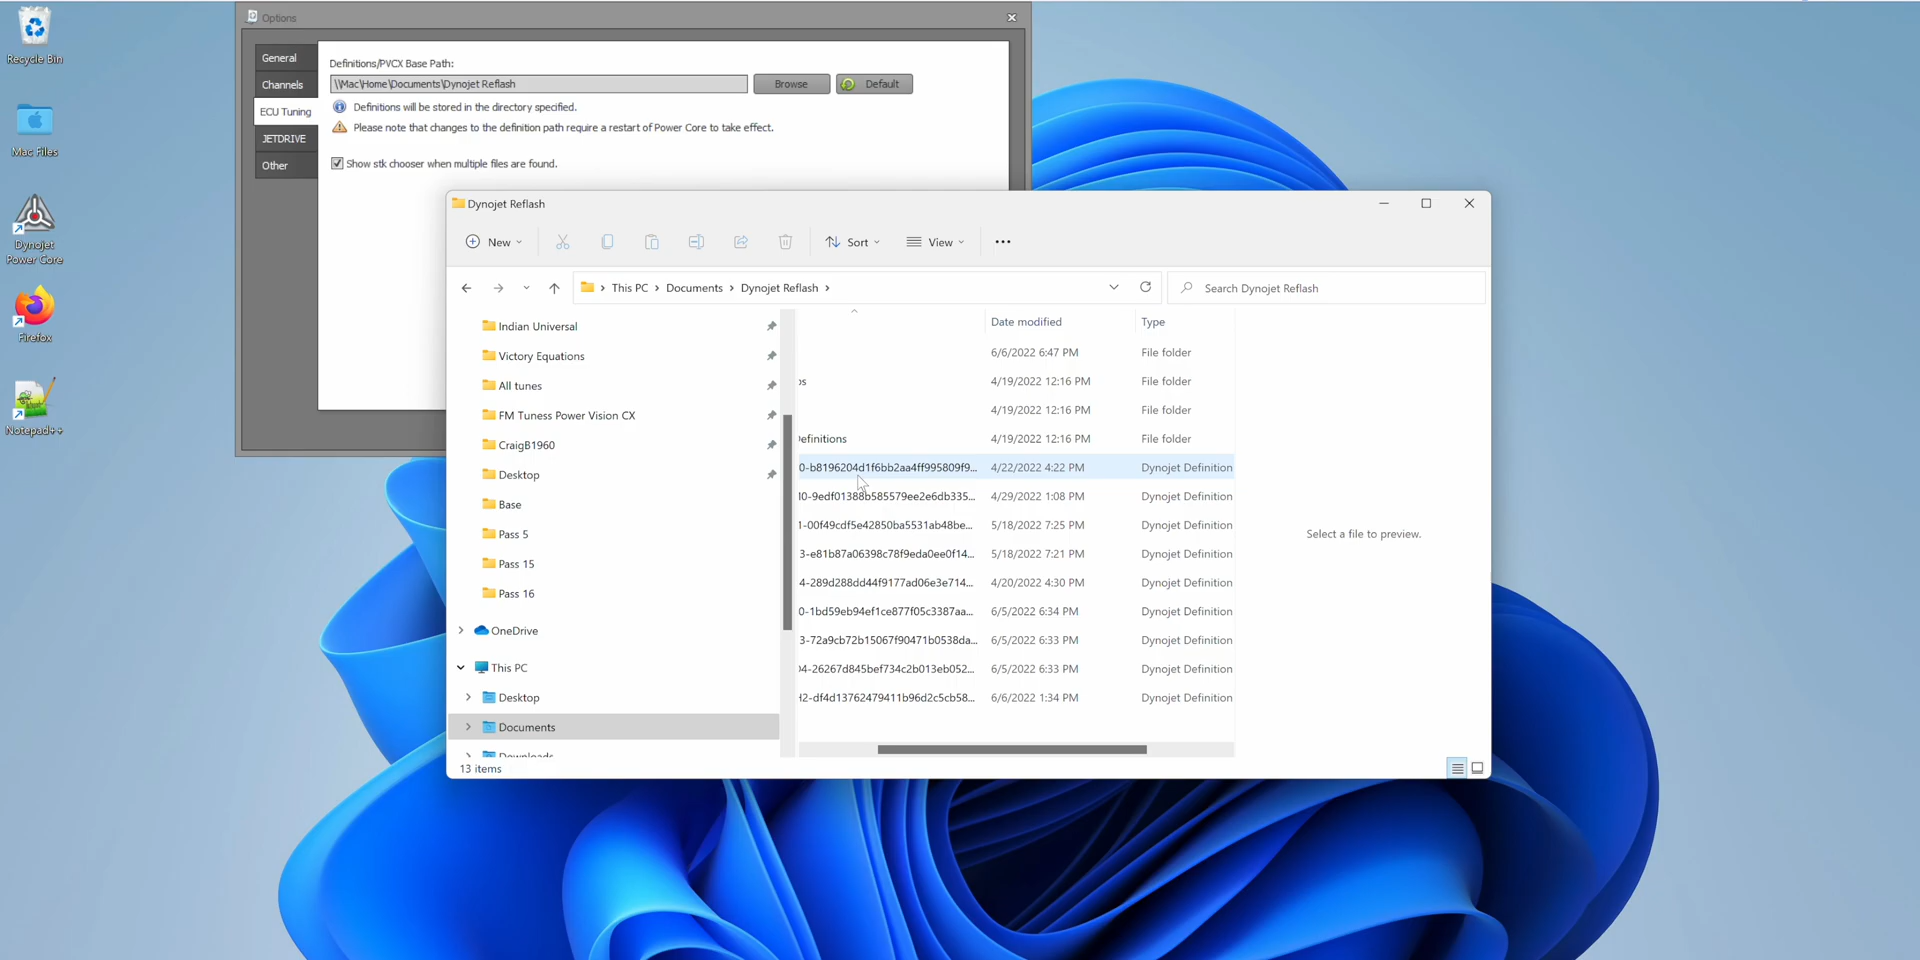 Recycle Bin
Mac Files
Dynojet
Power Core
Firefox
Notepad++
Options
General
Channels
ECU Tuning
JETDRIVE
Other
Definitions/PVCX Base Path:
\\Mac\Home\Documents\Dynojet Reflash
Browse
Default
Definitions will be stored in the directory specified.
Please note that changes to the definition path require a restart of Power Core to take effect.
Show stk chooser when multiple files are found.
Dynojet Reflash
New
Sort
View
This PC > Documents > Dynojet Reflash >
Search Dynojet Reflash
Indian Universal
Victory Equations
All tunes
FM Tuness Power Vision CX
CraigB1960
Desktop
Base
Pass 5
Pass 15
Pass 16
OneDrive
This PC
Desktop
Documents
Downloads
Date modified Type
6/6/2022 6:47 PM File folder
4/19/2022 12:16 PM File folder
4/19/2022 12:16 PM File folder
efinitions 4/19/2022 12:16 PM File folder
0-b8196204d1f6bb2aa4ff995809f9... 4/22/2022 4:22 PM Dynojet Definition
0-9edf01388b585579ee2e6db335... 4/29/2022 1:08 PM Dynojet Definition
1-00f49cdf5e42850ba5531ab48be... 5/18/2022 7:25 PM Dynojet Definition
3-e81b87a06398c78f9eda0ee0f14... 5/18/2022 7:21 PM Dynojet Definition
4-289d288dd44f9177ad06e3e714... 4/20/2022 4:30 PM Dynojet Definition
0-1bd59eb94ef1ce877f05c3387aa... 6/5/2022 6:34 PM Dynojet Definition
3-72a9cb72b15067f90471b0538da... 6/5/2022 6:33 PM Dynojet Definition
4-26267d845bef734c2b013eb052... 6/5/2022 6:33 PM Dynojet Definition
2-df4d13762479411b96d2c5cb58... 6/6/2022 1:34 PM Dynojet Definition
Select a file to preview.
13 items